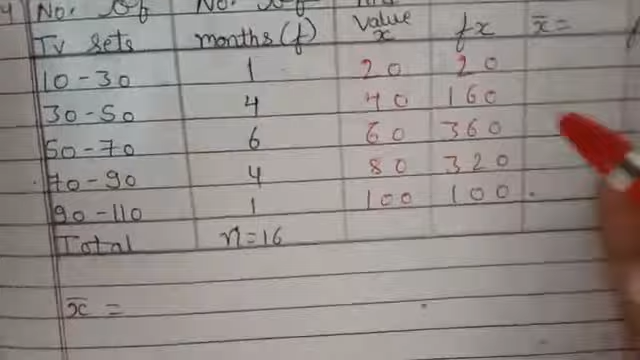 No. of No. of Mid
TV sets months (f) Value x fx x̄ =
10-30 1 20 20
30-50 4 40 160
50-70 6 60 360
70-90 4 80 320
90-110 1 100 100.
Total n=16
x̄ =